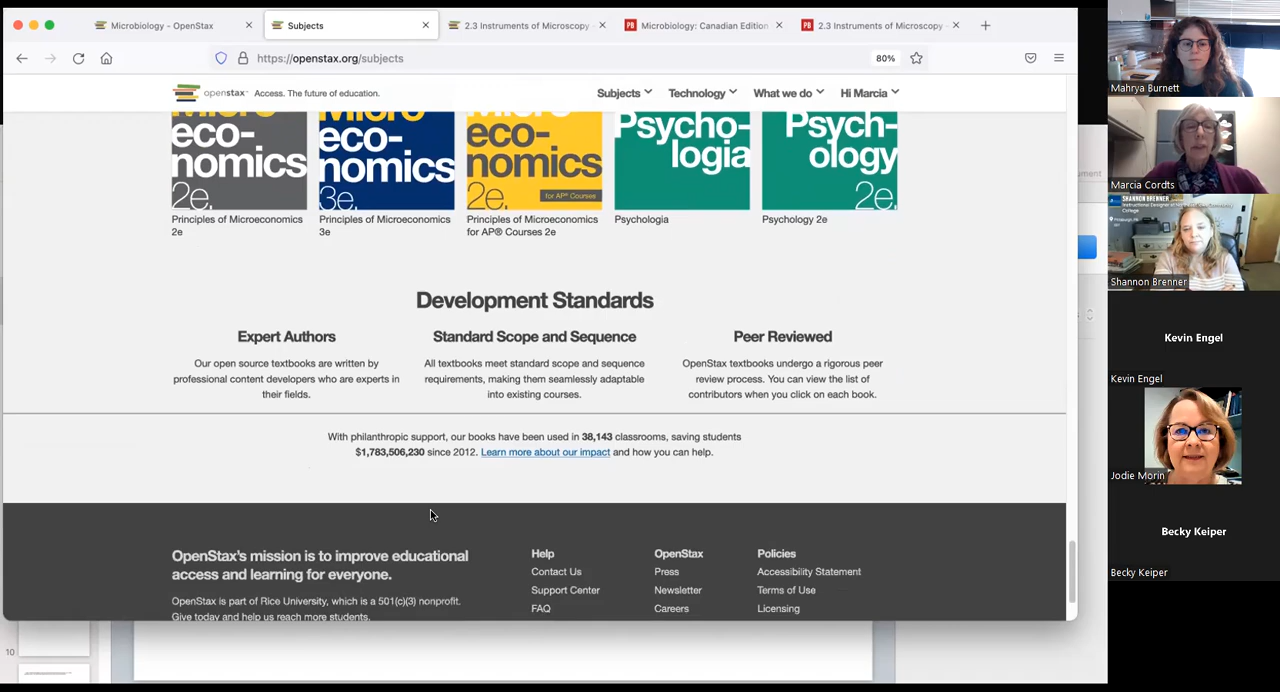 Microbiology - OpenStax
Subjects
2.3 Instruments of Microscopy -
Microbiology: Canadian Edition
2.3 Instruments of Microscopy -
https://openstax.org/subjects
80%
openstax
Access. The future of education.
Subjects
Technology
What we do
Hi Marcia
Micro
eco-
nomics
2e.
Micro
eco-
nomics
3e.
Micro
eco-
nomics
2e.
for AP® Courses
Psycho-
logia
Psych-
ology
2e.
Principles of Microeconomics
2e
Principles of Microeconomics
3e
Principles of Microeconomics
for AP® Courses 2e
Psychologia
Psychology 2e
Development Standards
Expert Authors
Our open source textbooks are written by
professional content developers who are experts in
their fields.
Standard Scope and Sequence
All textbooks meet standard scope and sequence
requirements, making them seamlessly adaptable
into existing courses.
Peer Reviewed
OpenStax textbooks undergo a rigorous peer
review process. You can view the list of
contributors when you click on each book.
With philanthropic support, our books have been used in 38,143 classrooms, saving students
$1,783,506,230 since 2012. Learn more about our impact and how you can help.
OpenStax's mission is to improve educational
access and learning for everyone.
OpenStax is part of Rice University, which is a 501(c)(3) nonprofit.
Give today and help us reach more students.
Help
Contact Us
Support Center
FAQ
OpenStax
Press
Newsletter
Careers
Policies
Accessibility Statement
Terms of Use
Licensing
10
Mahrya Burnett
Marcia Cordts
SHANNON BRENNER
Shannon Brenner
Kevin Engel
Kevin Engel
Jodie Morin
Becky Keiper
Becky Keiper